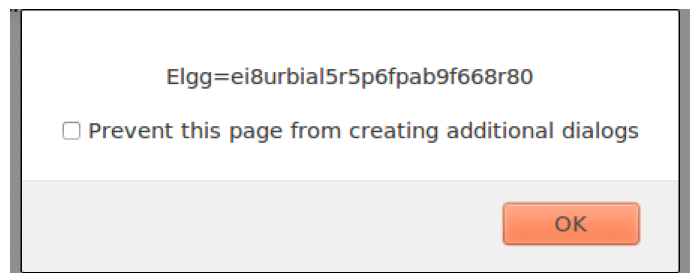 Elgg=ei8urbial5r5p6fpab9f668r80
Prevent this page from creating additional dialogs
OK